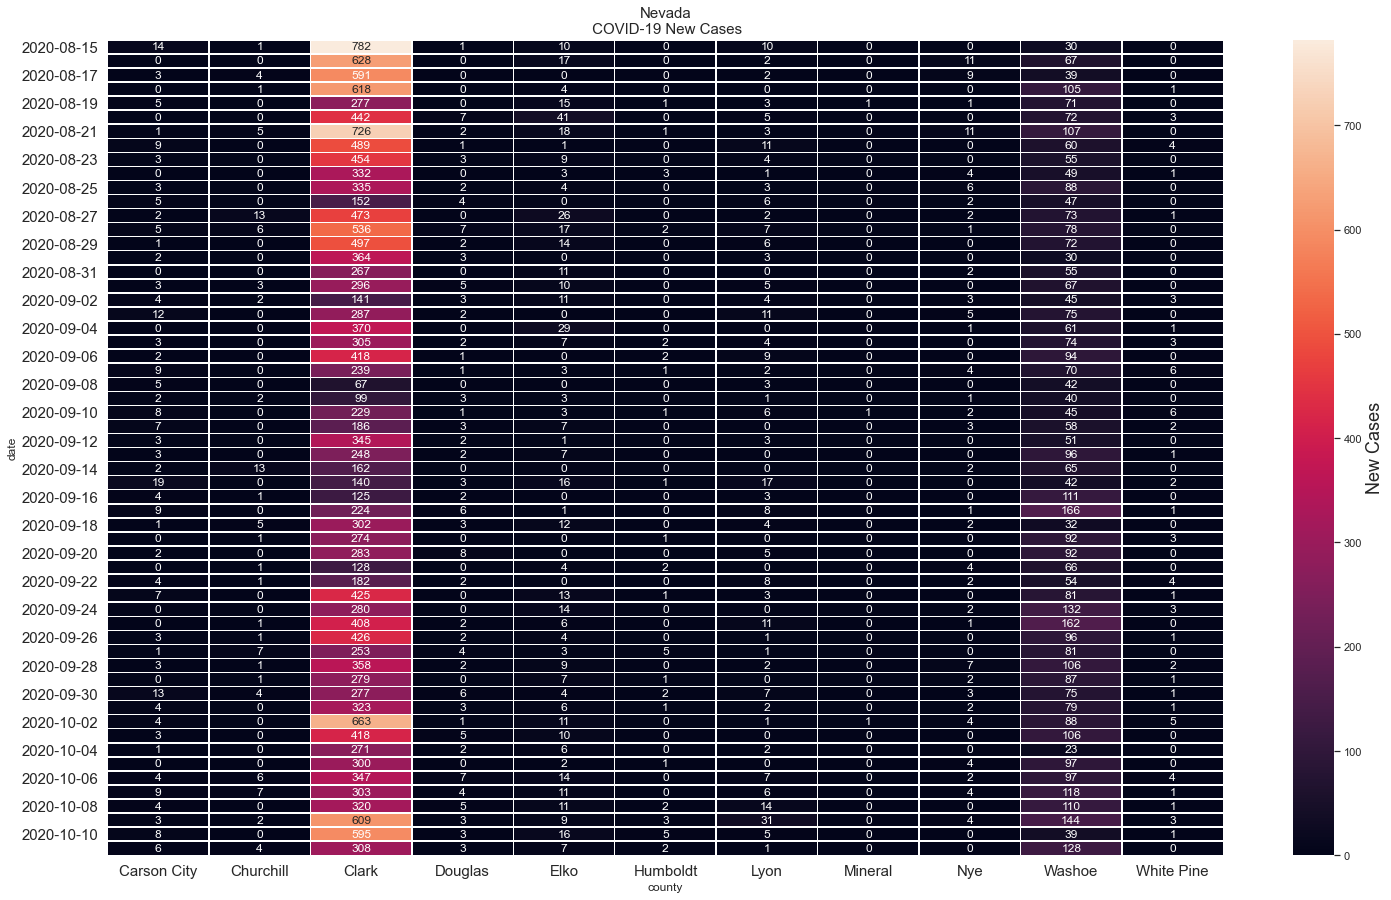 Nevada
COVID-19 New Cases
2020-08-15 14 1 782 1 10 0 10 0 0 30 0
0 0 628 0 17 0 2 0 11 67 0
2020-08-17 3 4 591 0 0 0 2 0 9 39 0
0 1 618 0 4 0 0 0 0 105 1
2020-08-19 5 0 277 0 15 1 3 1 1 71 0
0 0 442 7 41 0 5 0 0 72 3
2020-08-21 1 5 726 2 18 1 3 0 11 107 0
9 0 489 1 1 0 11 0 0 60 4
2020-08-23 3 0 454 3 9 0 4 0 0 55 0
0 0 332 0 3 3 1 0 4 49 1
2020-08-25 3 0 335 2 4 0 3 0 6 88 0
5 0 152 4 0 0 6 0 2 47 0
2020-08-27 2 13 473 0 26 0 2 0 2 73 1
5 6 536 7 17 2 7 0 1 78 0
2020-08-29 1 0 497 2 14 0 6 0 0 72 0
2 0 364 3 0 0 3 0 0 30 0
2020-08-31 0 0 267 0 11 0 0 0 2 55 0
3 3 296 5 10 0 5 0 0 67 0
2020-09-02 4 2 141 3 11 0 4 0 3 45 3
12 0 287 2 0 0 11 0 5 75 0
2020-09-04 0 0 370 0 29 0 0 0 1 61 1
3 0 305 2 7 2 4 0 0 74 3
2020-09-06 2 0 418 1 0 2 9 0 0 94 0
9 0 239 1 3 1 2 0 4 70 6
2020-09-08 5 0 67 0 0 0 3 0 0 42 0
2 2 99 3 3 0 1 0 1 40 0
2020-09-10 8 0 229 1 3 1 6 1 2 45 6
7 0 186 3 7 0 0 0 3 58 2
2020-09-12 3 0 345 2 1 0 3 0 0 51 0
3 0 248 2 7 0 0 0 0 96 1
2020-09-14 2 13 162 0 0 0 0 0 2 65 0
19 0 140 3 16 1 17 0 0 42 2
2020-09-16 4 1 125 2 0 0 3 0 0 111 0
9 0 224 6 1 0 8 0 1 166 1
2020-09-18 1 5 302 3 12 0 4 0 2 32 0
0 1 274 0 0 1 0 0 0 92 3
2020-09-20 2 0 283 8 0 0 5 0 0 92 0
0 1 128 0 4 2 0 0 4 66 0
2020-09-22 4 1 182 2 0 0 8 0 2 54 4
7 0 425 0 13 1 3 0 0 81 1
2020-09-24 0 0 280 0 14 0 0 0 2 132 3
0 1 408 2 6 0 11 0 1 162 0
2020-09-26 3 1 426 2 4 0 1 0 0 96 1
1 7 253 4 3 5 1 0 0 81 0
2020-09-28 3 1 358 2 9 0 2 0 7 106 2
0 1 279 0 7 1 0 0 2 87 1
2020-09-30 13 4 277 6 4 2 7 0 3 75 1
4 0 323 3 6 1 2 0 2 79 1
2020-10-02 4 0 663 1 11 0 1 1 4 88 5
3 0 418 5 10 0 0 0 0 106 0
2020-10-04 1 0 271 2 6 0 2 0 0 23 0
0 0 300 0 2 1 0 0 4 97 0
2020-10-06 4 6 347 7 14 0 7 0 2 97 4
9 7 303 4 11 0 6 0 4 118 1
2020-10-08 4 0 320 5 11 2 14 0 0 110 1
3 2 609 3 9 3 31 0 4 144 3
2020-10-10 8 0 595 3 16 5 5 0 0 39 1
6 4 308 3 7 2 1 0 0 128 0
Carson City Churchill Clark Douglas Elko Humboldt Lyon Mineral Nye Washoe White Pine
county
date
700
600
500
400
300
200
100
0
New Cases